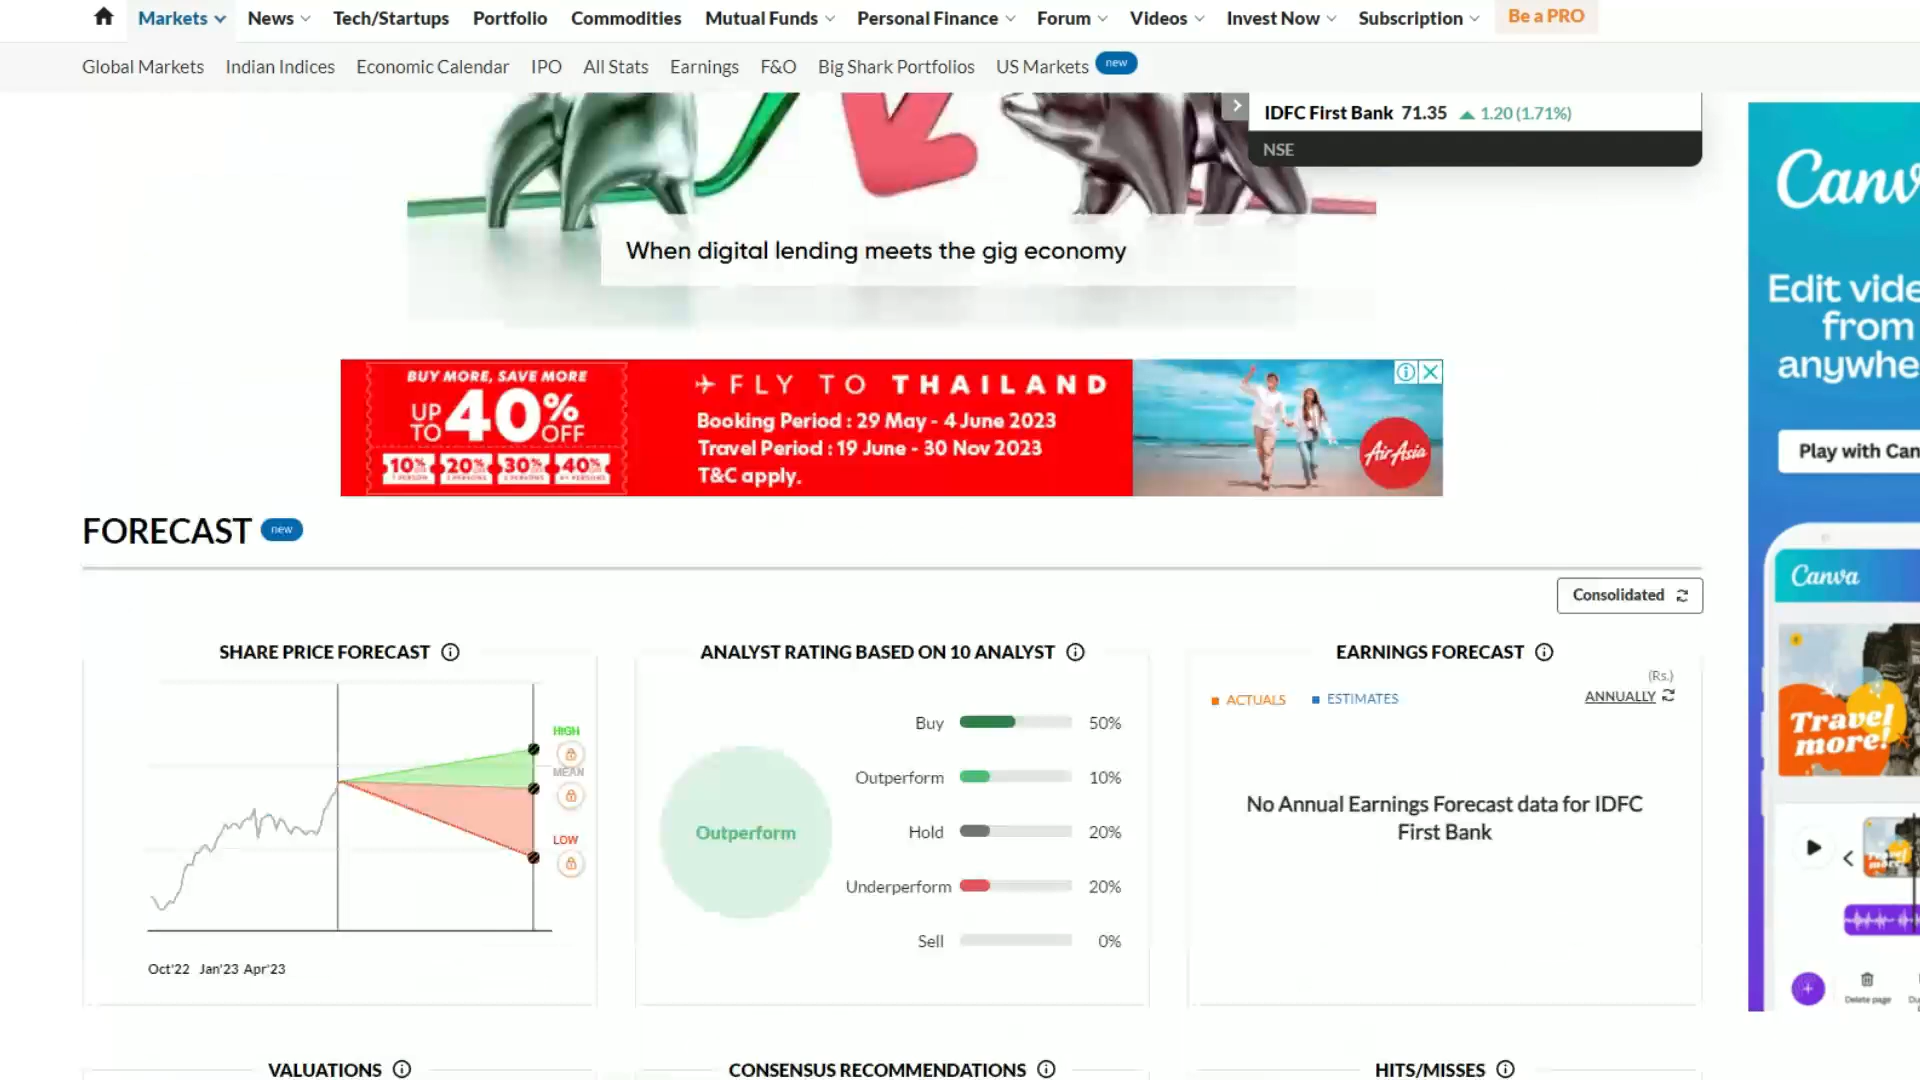 Markets News Tech/Startups Portfolio Commodities Mutual Funds Personal Finance Forum Videos Invest Now Subscription Be a PRO
Global Markets Indian Indices Economic Calendar IPO All Stats Earnings F&O Big Shark Portfolios US Markets new
IDFC First Bank 71.35 1.20 (1.71%)
NSE
When digital lending meets the gig economy
BUY MORE, SAVE MORE
UP TO 40% OFF
10% 20% 30% 40%
FLY TO THAILAND
Booking Period : 29 May - 4 June 2023
Travel Period : 19 June - 30 Nov 2023
T&C apply.
AirAsia
Edit
from
Canva
Travel
more!
Delete page
FORECAST new
Consolidated
SHARE PRICE FORECAST
HIGH
MEAN
LOW
Oct'22 Jan'23 Apr'23
ANALYST RATING BASED ON 10 ANALYST
Outperform
Buy 50%
Outperform 10%
Hold 20%
Underperform 20%
Sell 0%
EARNINGS FORECAST
(Rs.)
ACTUALS ESTIMATES ANNUALLY
No Annual Earnings Forecast data for IDFC
First Bank
VALUATIONS
CONSENSUS RECOMMENDATIONS
HITS/MISSES